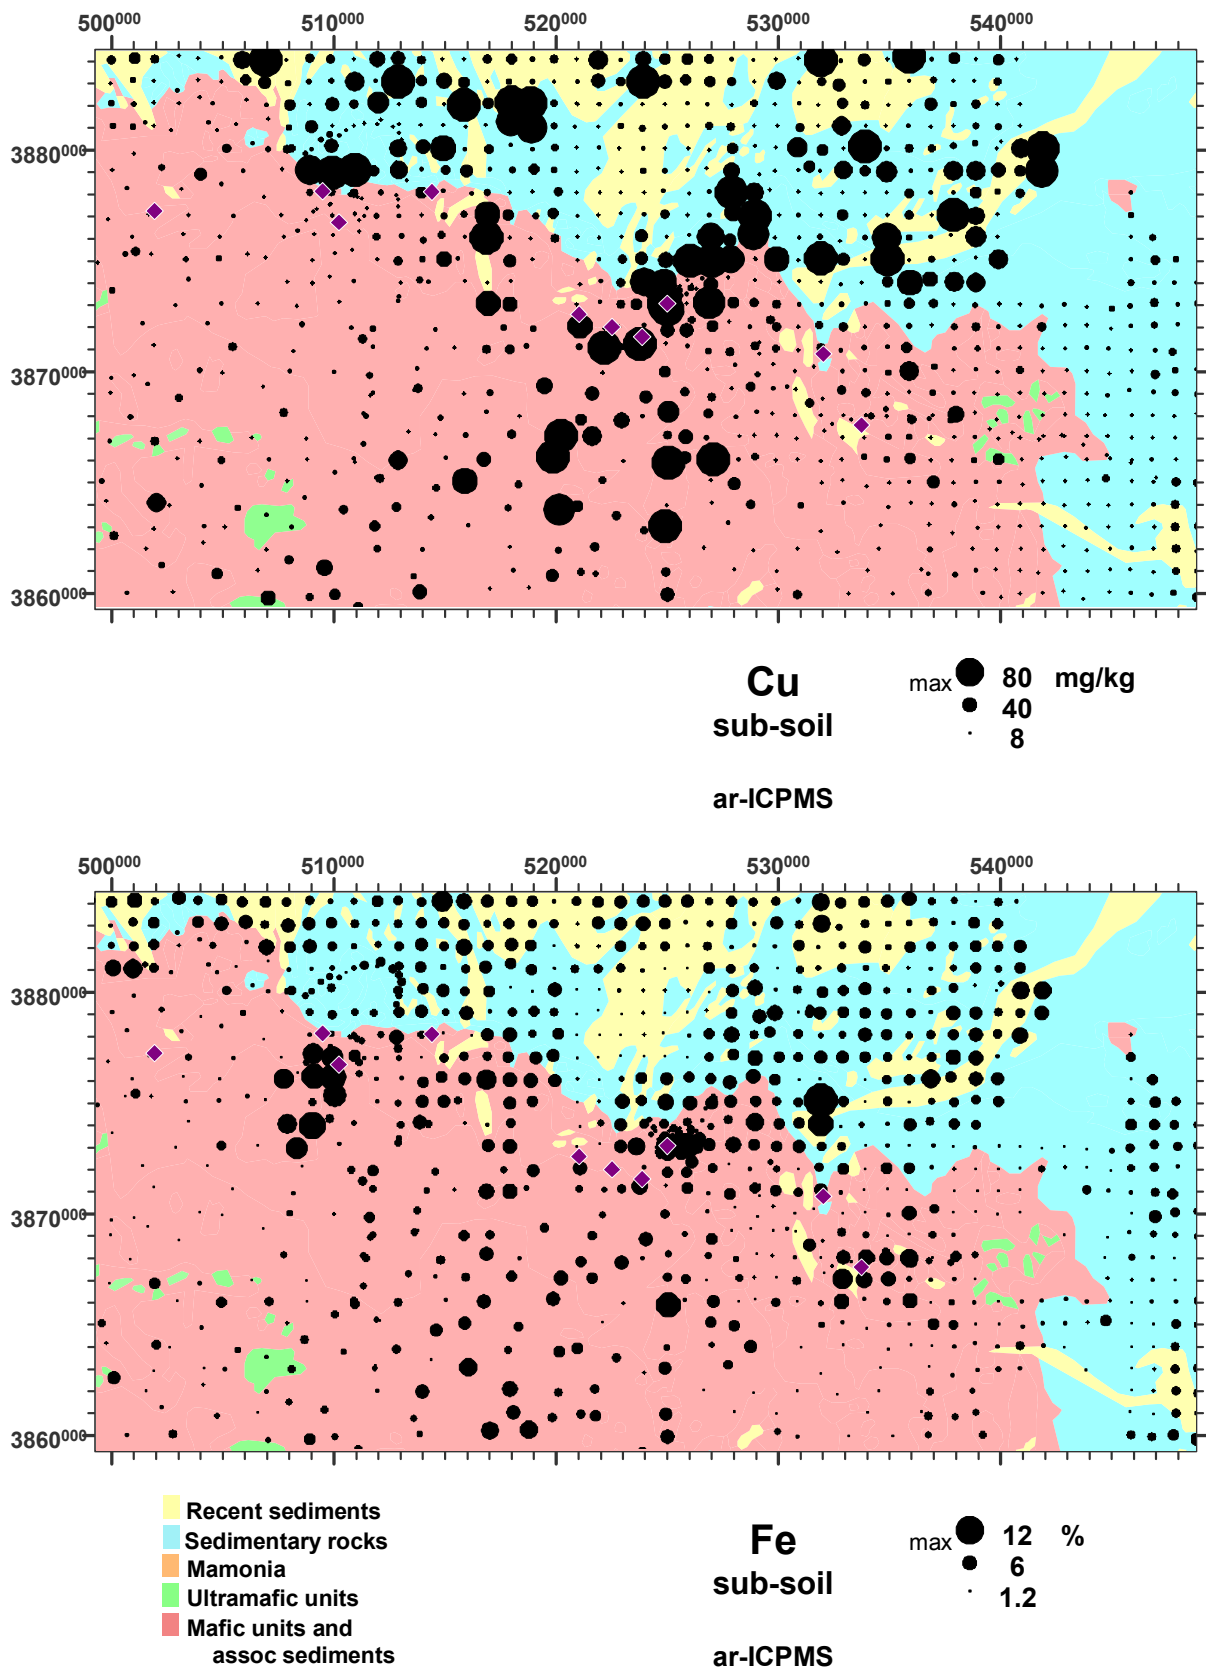 500000 510000 520000 530000 540000
3880000
3870000
3860000
Cu
sub-soil
ar-ICPMS
max 80 mg/kg
40
8
500000 510000 520000 530000 540000
3880000
3870000
3860000
Recent sediments
Sedimentary rocks
Mamonia
Ultramafic units
Mafic units and
assoc sediments
Fe
sub-soil
ar-ICPMS
max 12 %
6
1.2